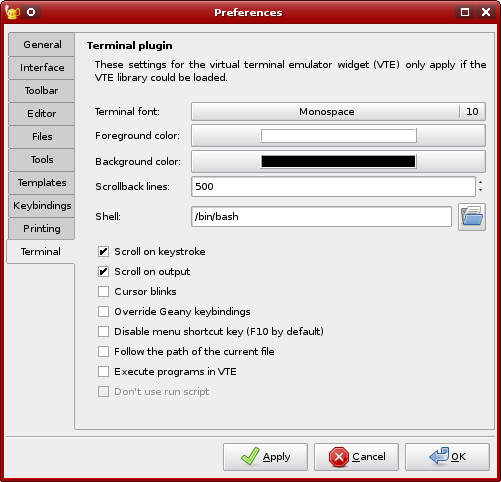 Preferences
General
Interface
Toolbar
Editor
Files
Tools
Templates
Keybindings
Printing
Terminal
Terminal plugin
These settings for the virtual terminal emulator widget (VTE) only apply if the
VTE library could be loaded.
Terminal font: Monospace 10
Foreground color:
Background color:
Scrollback lines: 500
Shell: /bin/bash
Scroll on keystroke
Scroll on output
Cursor blinks
Override Geany keybindings
Disable menu shortcut key (F10 by default)
Follow the path of the current file
Execute programs in VTE
Don't use run script
Apply Cancel OK